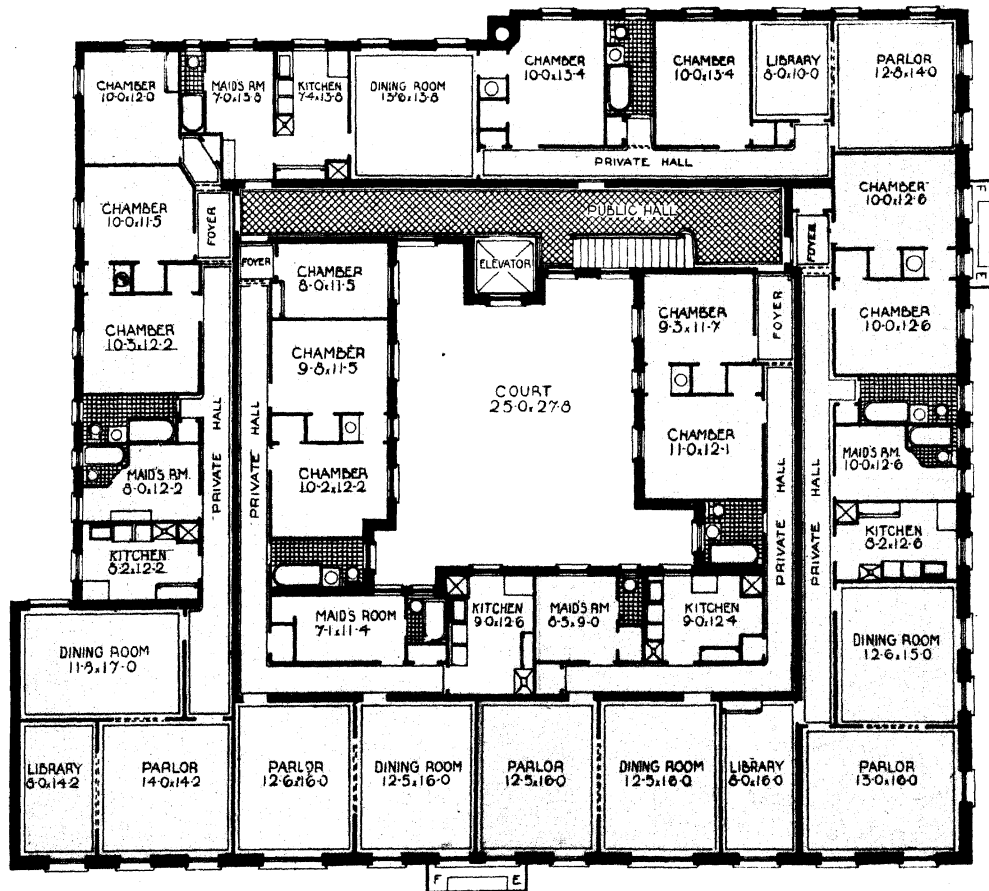 CHAMBER
10-0x12-0
MAID'S RM
7-0x13-8
KITCHEN
7-4x13-8
DINING ROOM
13-6x13-8
CHAMBER
10-0x13-4
CHAMBER
10-0x13-4
LIBRARY
8-0x10-0
PARLOR
12-8x14-0
PRIVATE HALL
CHAMBER
10-0x11-5
FOYER
PUBLIC HALL
CHAMBER
10-0x12-6
F
E
FOYER
FOYER
CHAMBER
8-0x11-5
ELEVATOR
CHAMBER
9-3x11-7
FOYER
CHAMBER
10-3x12-2
CHAMBER
9-8x11-5
CHAMBER
10-0x12-6
COURT
25-0x27-8
PRIVATE HALL
PRIVATE HALL
CHAMBER
10-2x12-2
CHAMBER
11-0x12-1
PRIVATE HALL
PRIVATE HALL
MAID'S RM.
8-0x12-2
MAID'S RM
10-0x12-6
KITCHEN
8-2x12-2
KITCHEN
8-2x12-6
MAID'S ROOM
7-1x11-4
KITCHEN
9-0x12-6
MAID'S RM
8-5x9-0
KITCHEN
9-0x12-4
DINING ROOM
11-8x17-0
DINING ROOM
12-6x15-0
LIBRARY
8-0x14-2
PARLOR
14-0x14-2
PARLOR
12-6x16-0
DINING ROOM
12-5x16-0
PARLOR
12-5x16-0
DINING ROOM
12-5x16-0
LIBRARY
8-0x16-0
PARLOR
13-0x16-0
F E